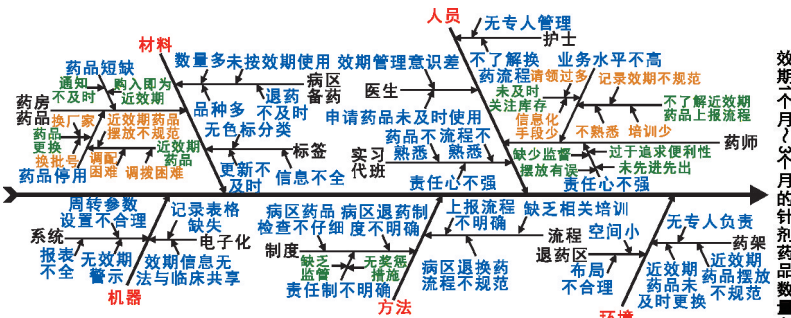 人员
材料
无专人管理
护士
不了解换
药流程
数量多
未按效期使用
效期管理意识差
业务水平不高
药品短缺
通知
不及时
购入即为
近效期
病区
备药
医生
请领过多
记录效期不规范
未及时
关注库存
药房
药品
品种多
退药
不及时
申请药品未及时使用
信息化
手段少
不了解近效期
药品上报流程
换厂家
近效期药品
摆放不规范
无色标分类
药品不
熟悉
流程不
熟悉
不熟悉
培训少
药品
更换
近效期
药品
标签
实习
代班
药师
缺少监督
过于追求便利性
换批号
调配
困难
调拨困难
更新不
及时
信息不全
摆放有误
未先进先出
药品停用
责任心不强
责任心不强
周转参数
设置不合理
记录表格
缺失
病区药品
检查不仔细
病区退药制
度不明确
上报流程
不明确
缺乏相关培训
无专人负责
系统
电子化
制度
流程
空间小
药架
报表
不全
无效期
警示
效期信息无
法与临床共享
缺乏
监管
无奖惩
措施
责任制不明确
病区退换药
流程不规范
退药区
布局
不合理
近效期
药品未
及时更换
近效期
药品摆放
不规范
机器
方法
效期1个月~3个月的针剂药品数量